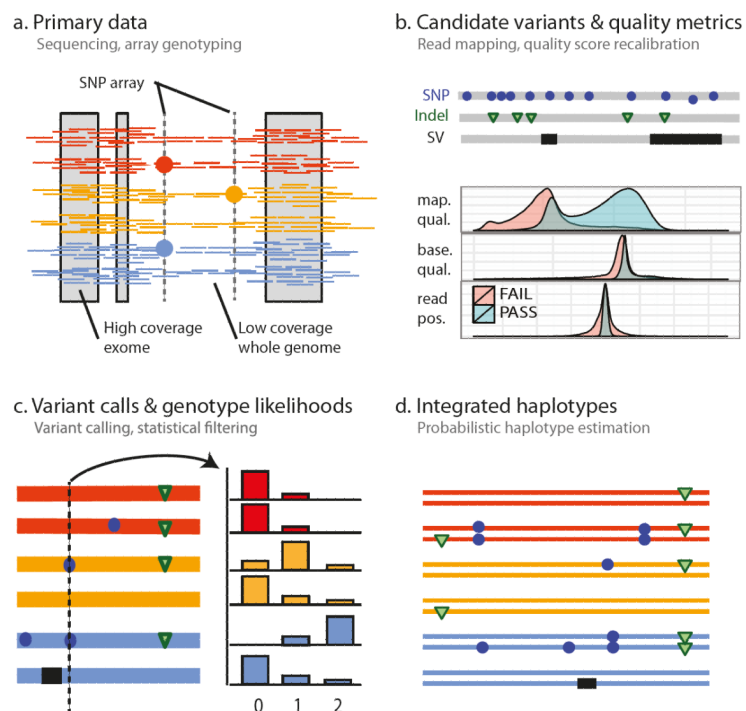 a. Primary data
Sequencing, array genotyping
SNP array
High coverage
exome
Low coverage
whole genome
b. Candidate variants & quality metrics
Read mapping, quality score recalibration
SNP
Indel
SV
map.
qual.
base.
qual.
read
pos.
FAIL
PASS
c. Variant calls & genotype likelihoods
Variant calling, statistical filtering
0 1 2
d. Integrated haplotypes
Probabilistic haplotype estimation